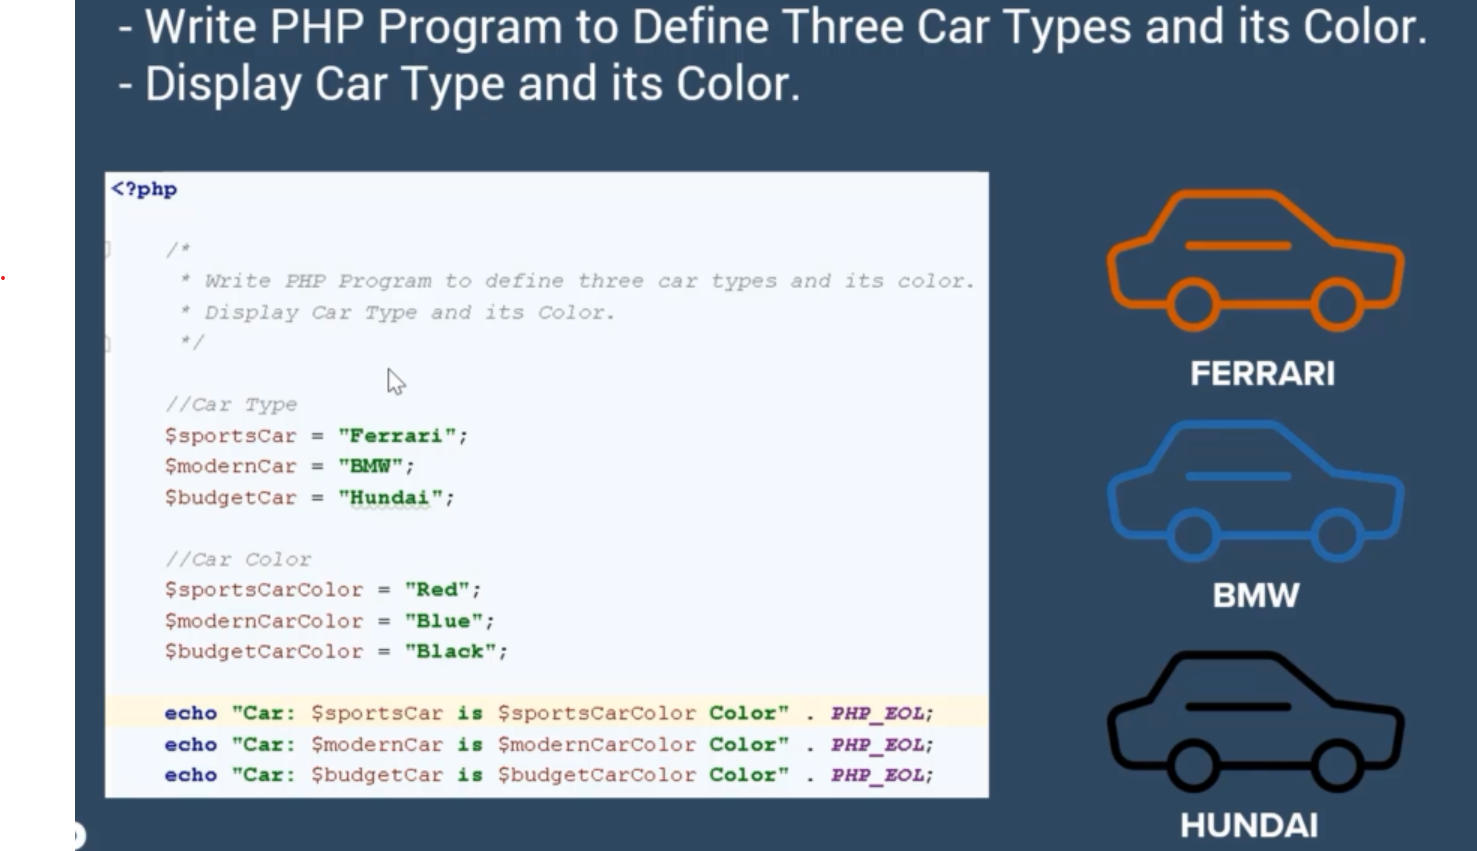 - Write PHP Program to Define Three Car Types and its Color.
- Display Car Type and its Color.
<?php
/*
* Write PHP Program to define three car types and its color.
* Display Car Type and its Color.
*/
//Car Type
$sportsCar = "Ferrari";
$modernCar = "BMW";
$budgetCar = "Hundai";
//Car Color
$sportsCarColor = "Red";
$modernCarColor = "Blue";
$budgetCarColor = "Black";
echo "Car: $sportsCar is $sportsCarColor Color" . PHP_EOL;
echo "Car: $modernCar is $modernCarColor Color" . PHP_EOL;
echo "Car: $budgetCar is $budgetCarColor Color" . PHP_EOL;
FERRARI
BMW
HUNDAI